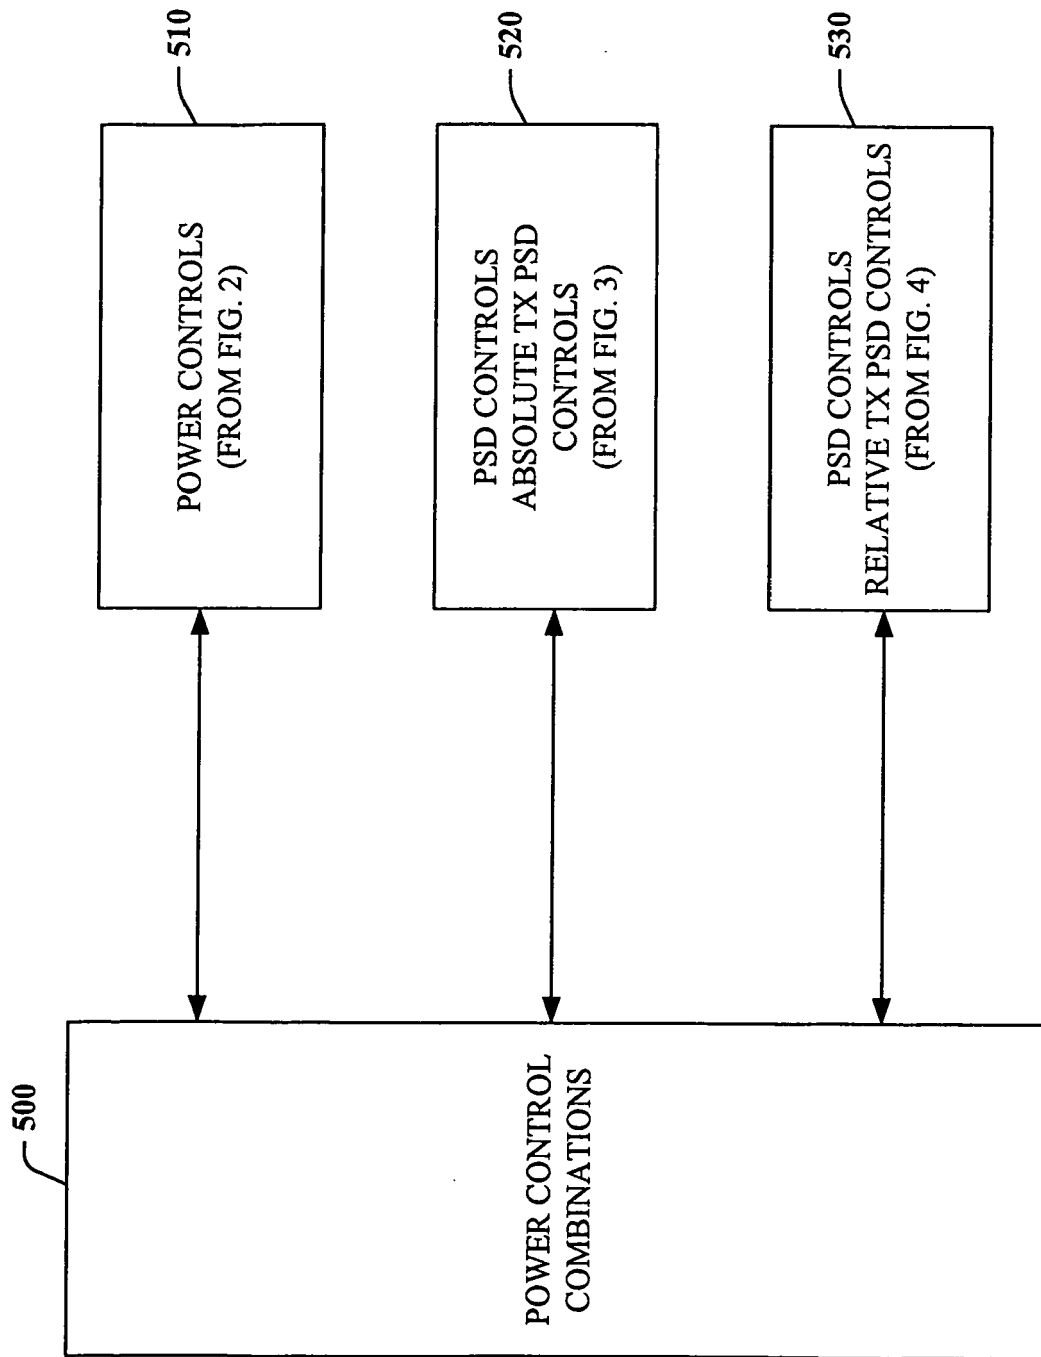 500
POWER CONTROL
COMBINATIONS
510
POWER CONTROLS
(FROM FIG. 2)
520
PSD CONTROLS
ABSOLUTE TX PSD
CONTROLS
(FROM FIG. 3)
530
PSD CONTROLS
RELATIVE TX PSD CONTROLS
(FROM FIG. 4)